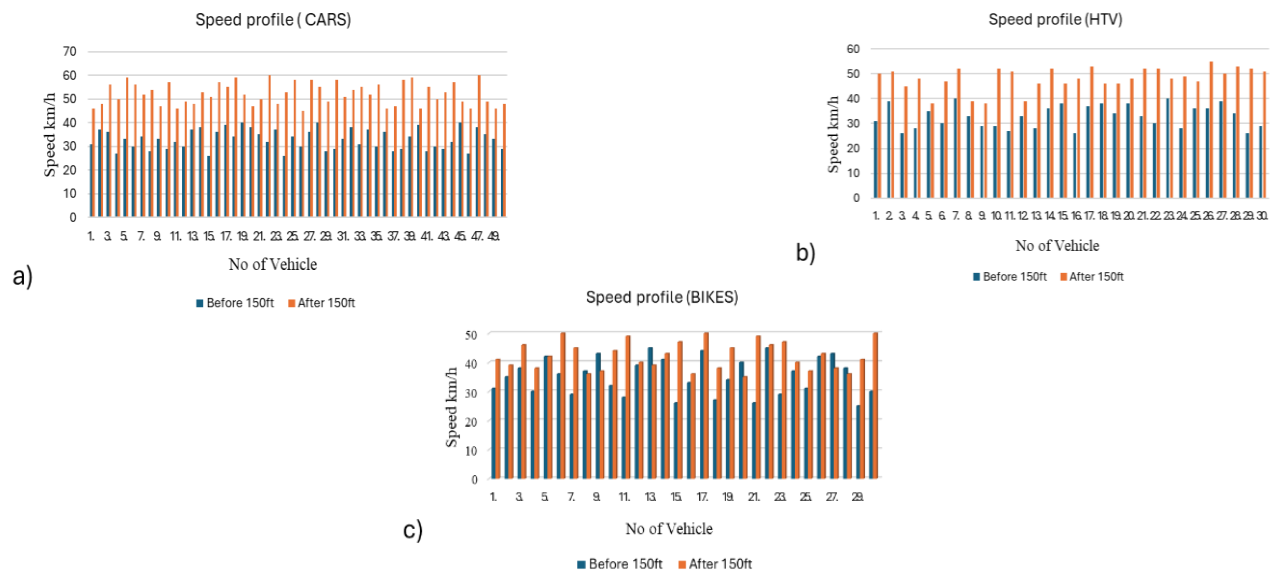 Speed profile ( CARS)
Speed km/h
70
60
50
40
30
20
10
0
1. 3. 5. 7. 9. 11. 13. 15. 17. 19. 21. 23. 25. 27. 29. 31. 33. 35. 37. 39. 41. 43. 45. 47. 49.
No of Vehicle
a)
Before 150ft After 150ft
Speed profile (HTV)
Speed km/h
60
50
40
30
20
10
0
1. 2. 3. 4. 5. 6. 7. 8. 9. 10. 11. 12. 13. 14. 15. 16. 17. 18. 19. 20. 21. 22. 23. 24. 25. 26. 27. 28. 29. 30.
No of Vehicle
b)
Before 150ft After 150ft
Speed profile (BIKES)
Speed km/h
50
40
30
20
10
0
1. 3. 5. 7. 9. 11. 13. 15. 17. 19. 21. 23. 25. 27. 29.
No of Vehicle
c)
Before 150ft After 150ft